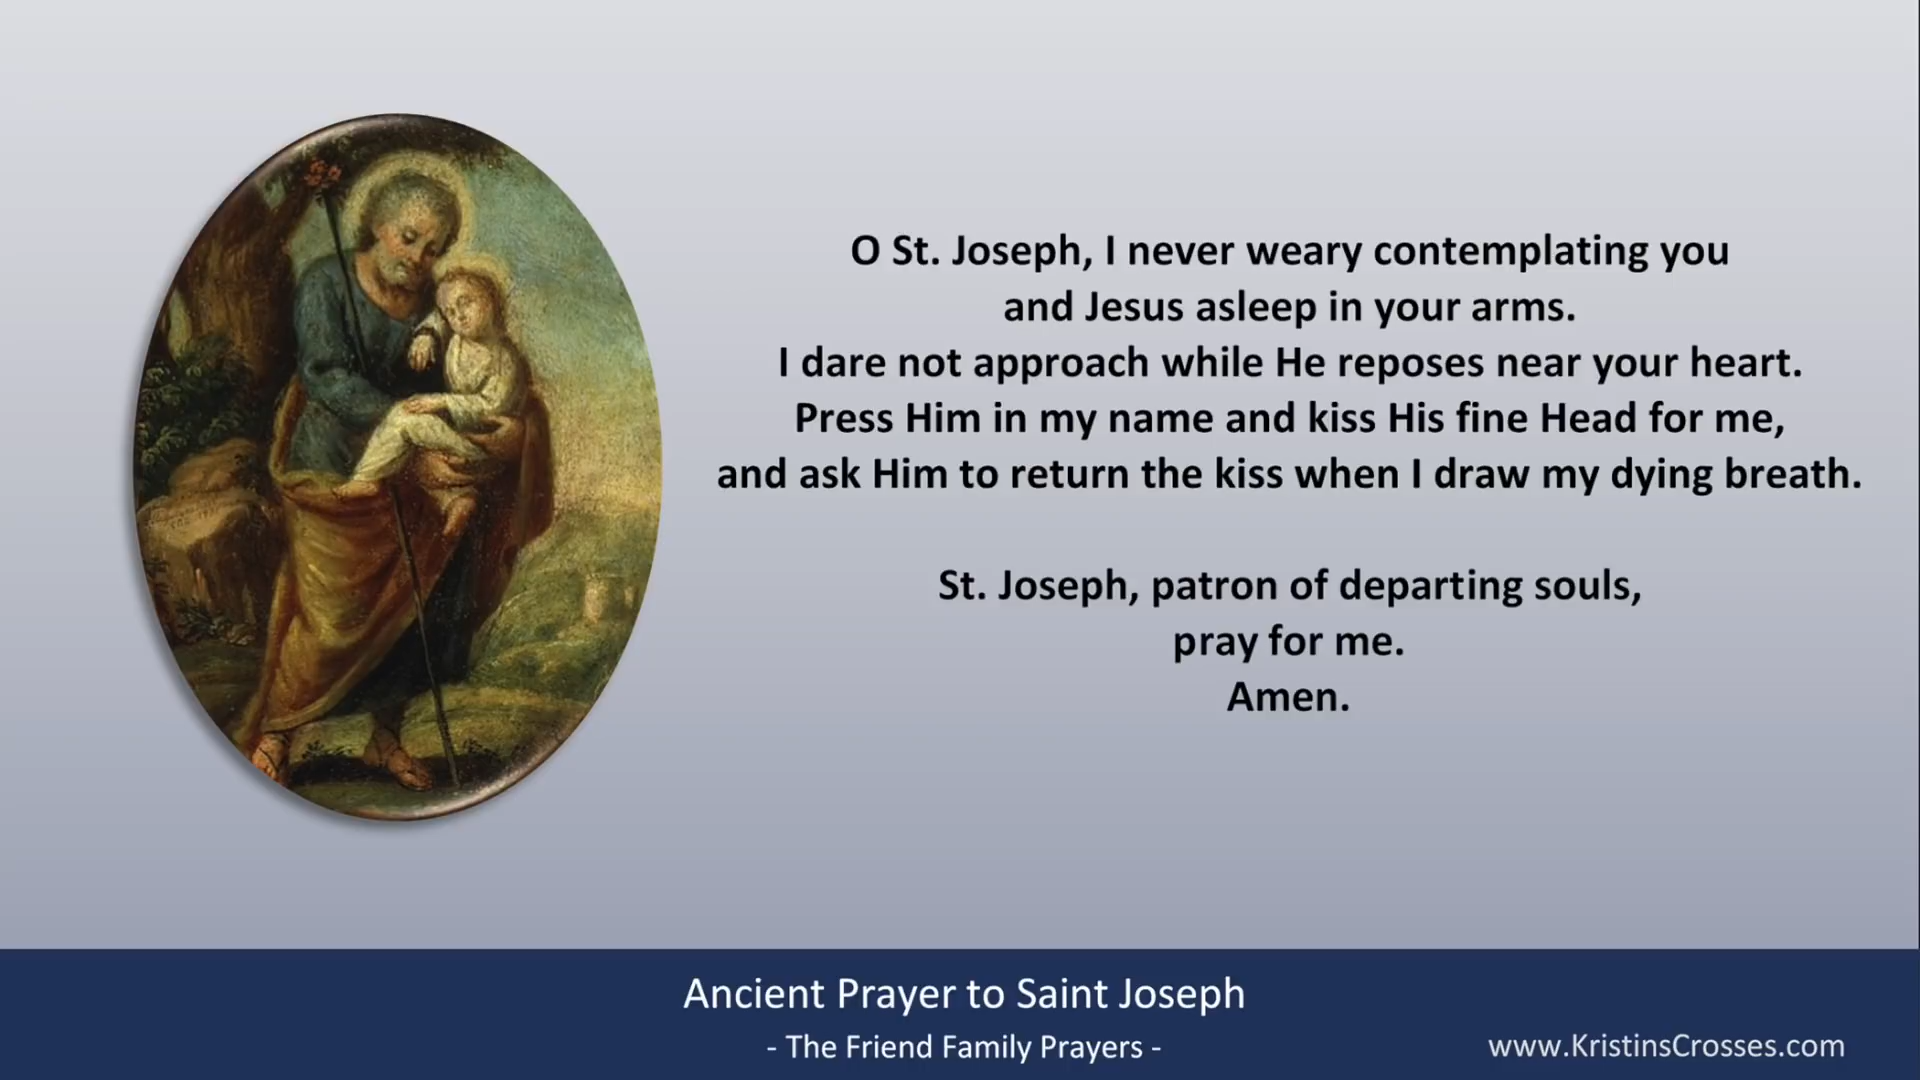 O St. Joseph, I never weary contemplating you
and Jesus asleep in your arms.
I dare not approach while He reposes near your heart.
Press Him in my name and kiss His fine Head for me,
and ask Him to return the kiss when I draw my dying breath.
St. Joseph, patron of departing souls,
pray for me.
Amen.
Ancient Prayer to Saint Joseph
- The Friend Family Prayers -
www.KristinsCrosses.com